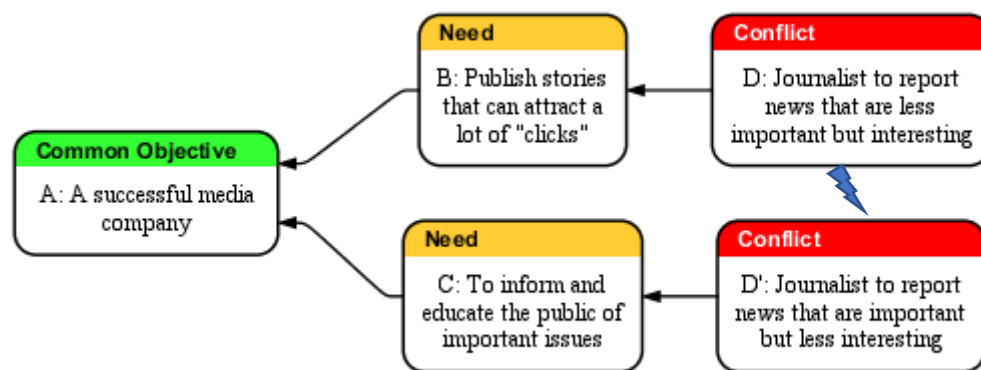 Need
B: Publish stories
that can attract a
lot of "clicks"
Conflict
D: Journalist to report
news that are less
important but interesting
Common Objective
A: A successful media
company
Need
C: To inform and
educate the public of
important issues
Conflict
D': Journalist to report
news that are important
but less interesting